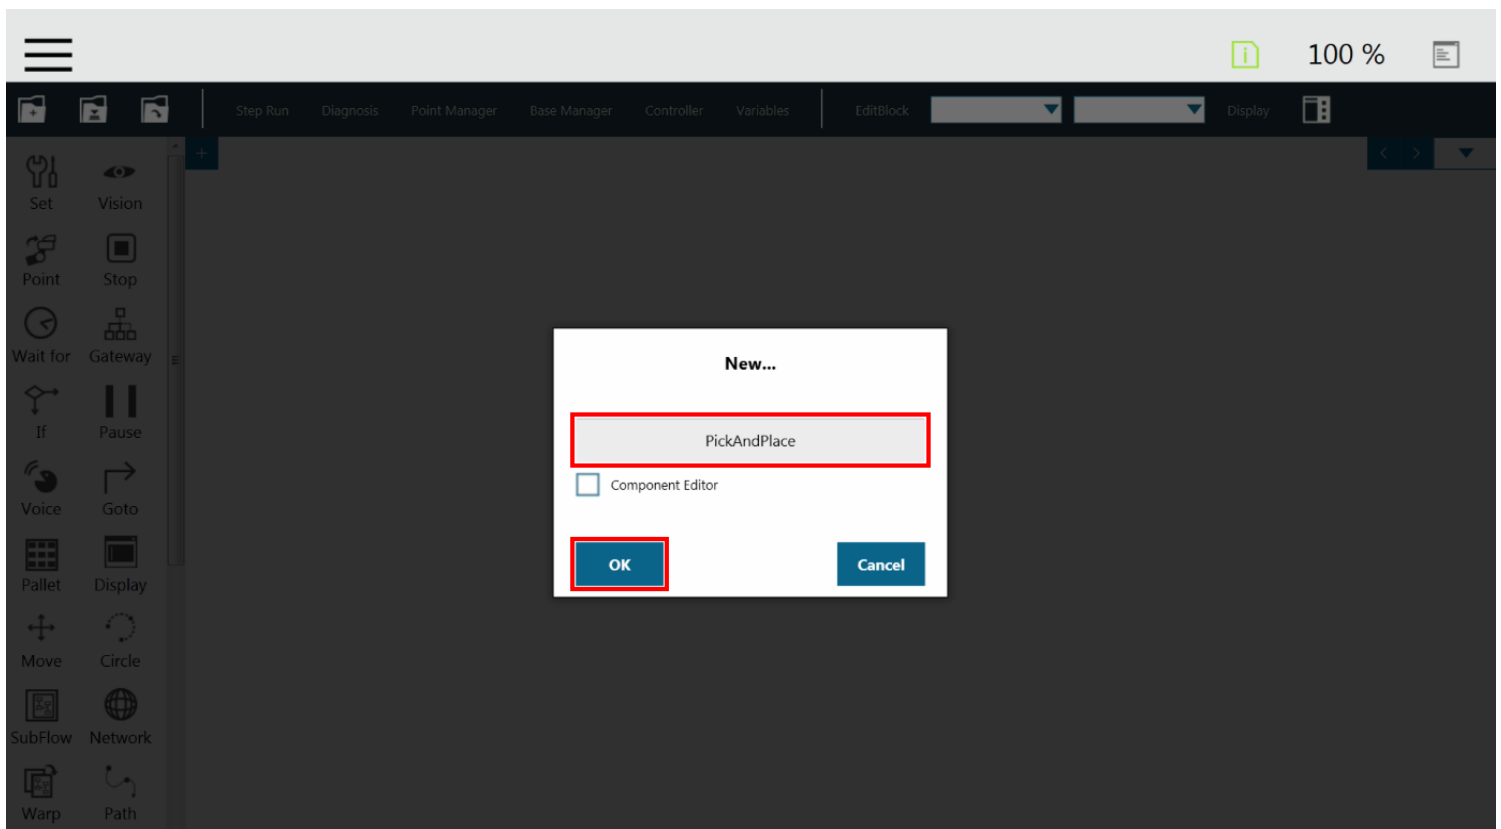 100 %
Step Run Diagnosis Point Manager Base Manager Controller Variables EditBlock Display
Set Vision
Point Stop
Wait for Gateway
If Pause
Voice Goto
Pallet Display
Move Circle
SubFlow Network
Warp Path
New...
PickAndPlace
Component Editor
OK Cancel